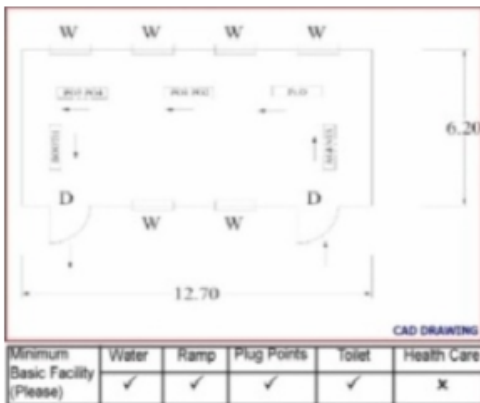 W W W W
6.20
D D
W W
12.70
CAD DRAWING
Minimum Basic Facility (Please) Water Ramp Plug Points Toilet Health Care
✓ ✓ ✓ ✓ x